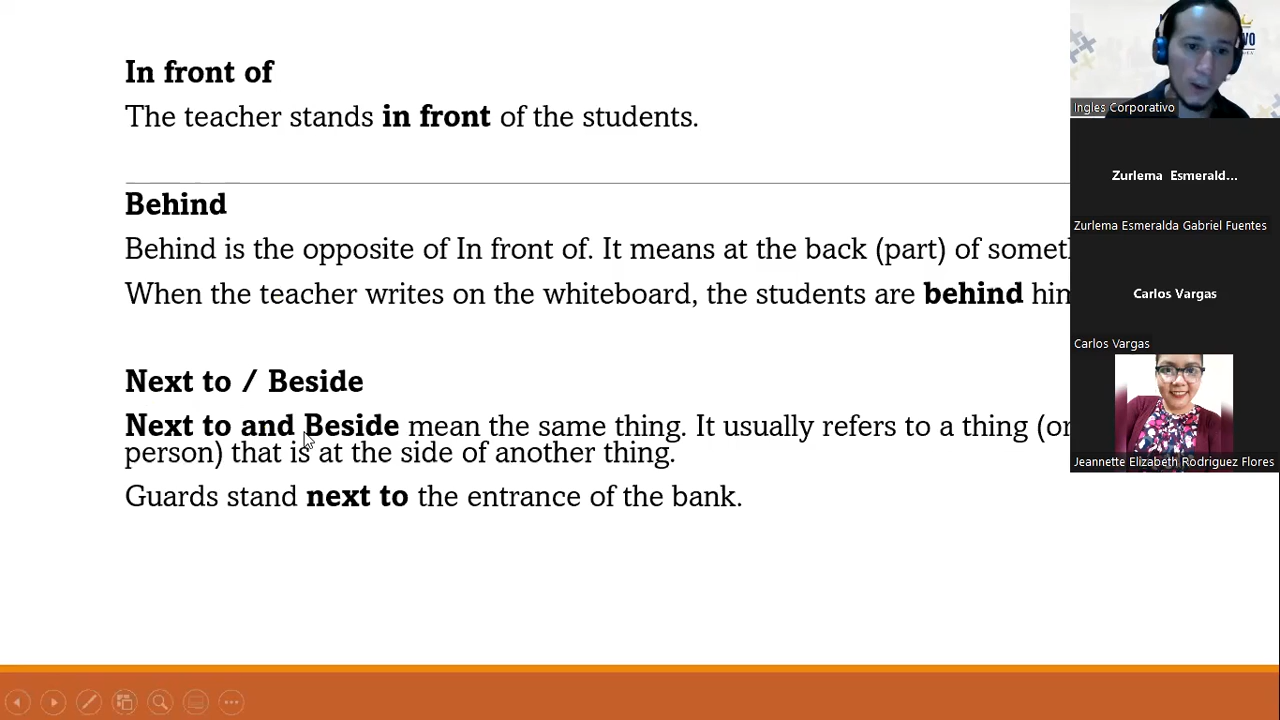 In front of
The teacher stands in front of the students.
Behind
Behind is the opposite of In front of. It means at the back (part) of
When the teacher writes on the whiteboard, the students are behind
Next to / Beside
Next to and Beside mean the same thing. It usually refers to a thing (or
person) that is at the side of another thing.
Guards stand next to the entrance of the bank.
Ingles Corporativo
Zurlema Esmerald...
Zurlema Esmeralda Gabriel Fuentes
Carlos Vargas
Carlos Vargas
Jeannette Elizabeth Rodriguez Flores